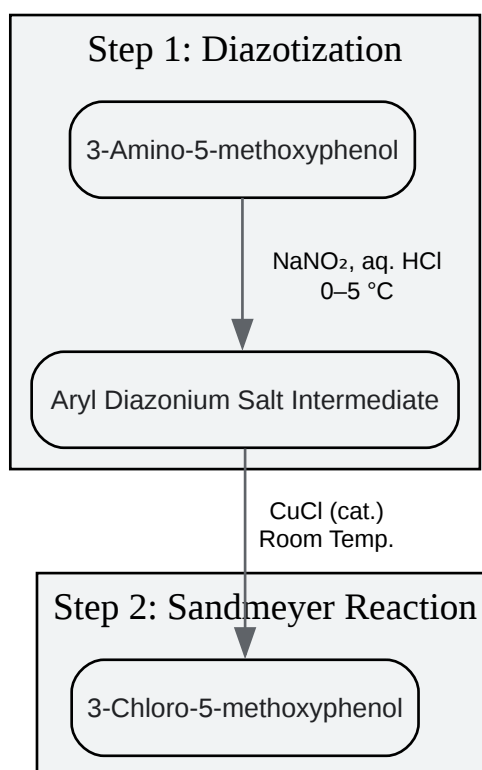 Step 1: Diazotization
3-Amino-5-methoxyphenol
NaNO₂, aq. HCl
0–5 °C
Aryl Diazonium Salt Intermediate
CuCl (cat.)
Room Temp.
Step 2: Sandmeyer Reaction
3-Chloro-5-methoxyphenol